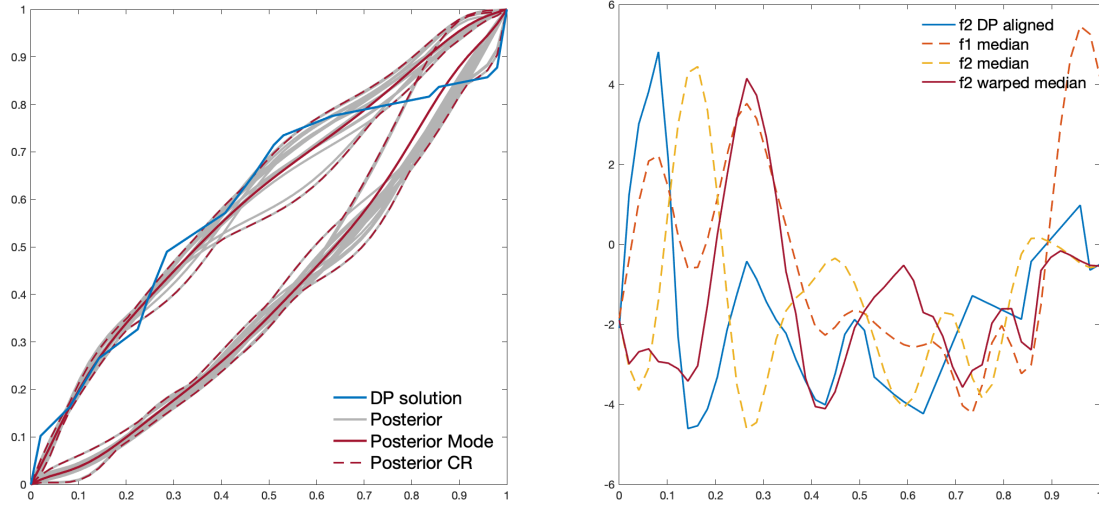 1
0.9
0.8
0.7
0.6
0.5
0.4
0.3
0.2
0.1
0
DP solution
Posterior
Posterior Mode
Posterior CR
0 0.1 0.2 0.3 0.4 0.5 0.6 0.7 0.8 0.9 1
6
4
2
0
-2
-4
-6
f2 DP aligned
f1 median
f2 median
f2 warped median
0 0.1 0.2 0.3 0.4 0.5 0.6 0.7 0.8 0.9 1